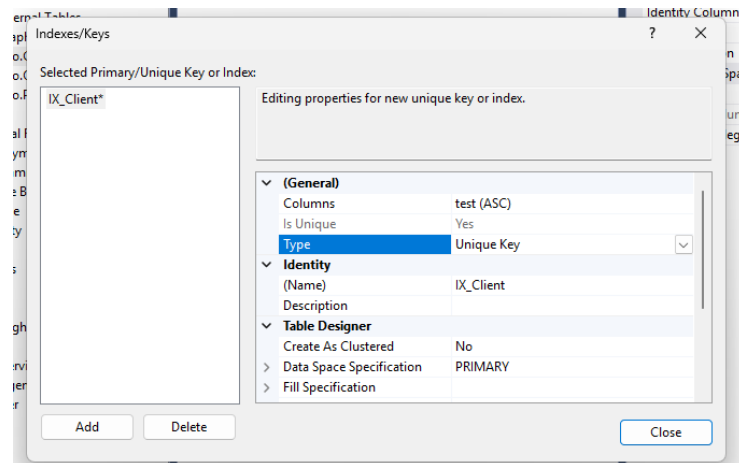 ernal Tables
Identity Column
Indexes/Keys
?
Selected Primary/Unique Key or Index:
IX_Client*
Editing properties for new unique key or index.
(General)
Columns test (ASC)
Is Unique Yes
Type Unique Key
Identity
(Name) IX_Client
Description
Table Designer
Create As Clustered No
Data Space Specification PRIMARY
Fill Specification
Add Delete
Close